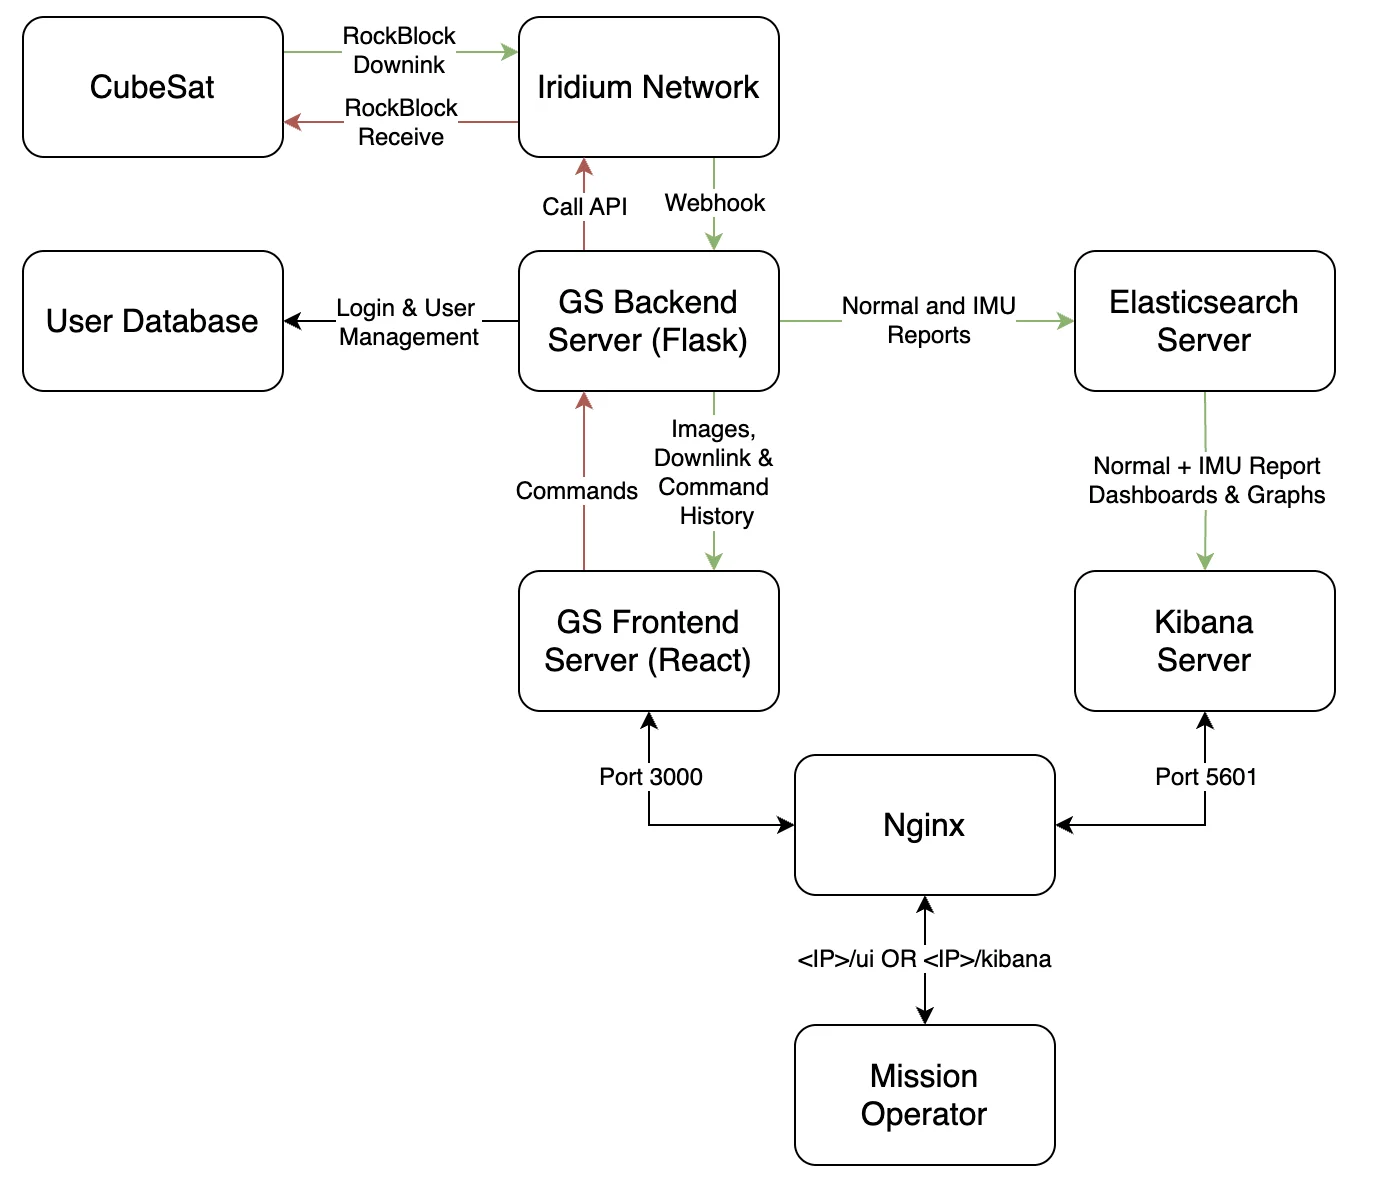 CubeSat
RockBlock
Downink
RockBlock
Receive
Iridium Network
Call API
Webhook
User Database
Login & User
Management
GS Backend
Server (Flask)
Normal and IMU
Reports
Elasticsearch
Server
Commands
Images,
Downlink &
Command
History
Normal + IMU Report
Dashboards & Graphs
GS Frontend
Server (React)
Kibana
Server
Port 3000
Nginx
Port 5601
<IP>/ui OR <IP>/kibana
Mission
Operator